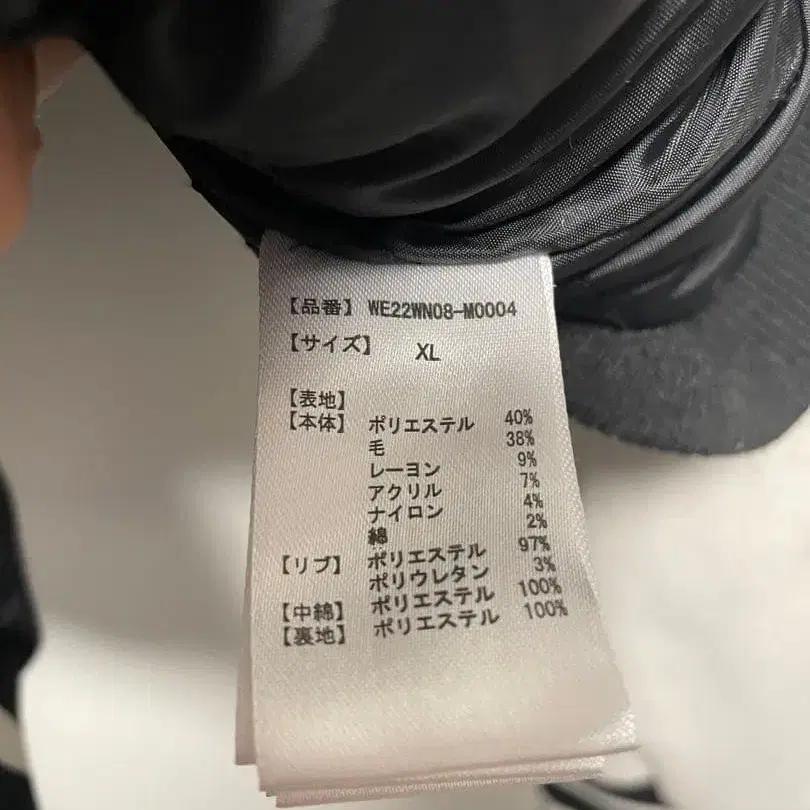 【品番】 WE22WN08-M0004
【サイズ】 XL
【表地】
【本体】 ポリエステル 40%
毛 38%
レーヨン 9%
アクリル 7%
ナイロン 4%
綿 2%
【リブ】 ポリエステル 97%
ポリウレタン 3%
【中綿】 ポリエステル 100%
【裏地】 ポリエステル 100%